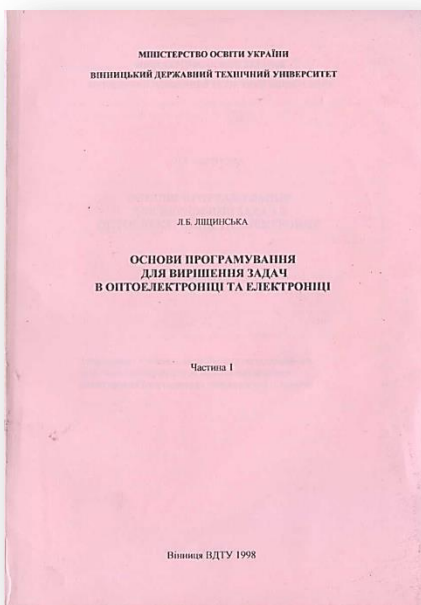 МІНІСТЕРСТВО ОСВІТИ УКРАЇНИ
ВІННИЦЬКИЙ ДЕРЖАВНИЙ ТЕХНІЧНИЙ УНІВЕРСИТЕТ
Л.Б. ЛІЩИНСЬКА
ОСНОВИ ПРОГРАМУВАННЯ
ДЛЯ ВИРІШЕННЯ ЗАДАЧ
В ОПТОЕЛЕКТРОНІЦІ ТА ЕЛЕКТРОНІЦІ
Частина 1
Вінниця ВДТУ 1998